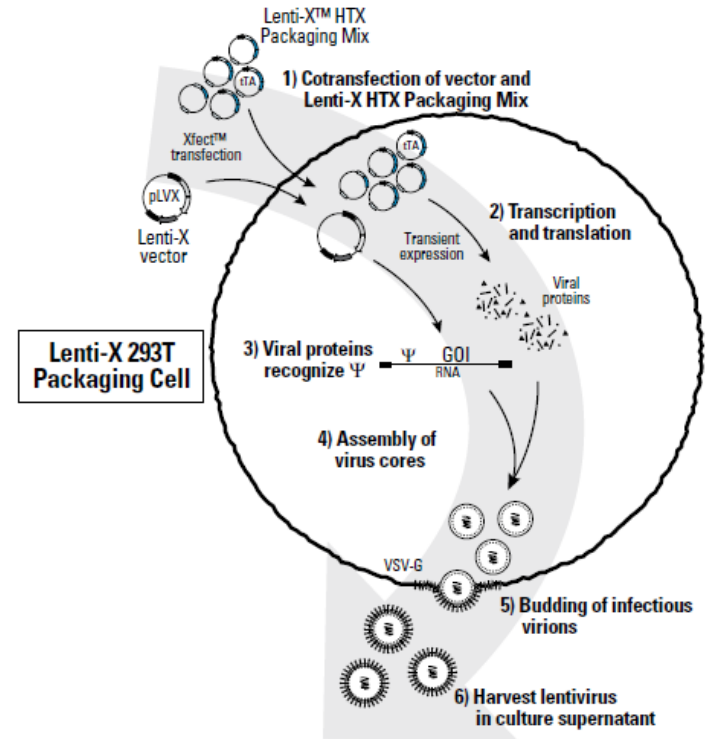 Lenti-X™ HTX
Packaging Mix
tTA
1) Cotransfection of vector and
Lenti-X HTX Packaging Mix
Xfect™
transfection
pLVX
Lenti-X
vector
tTA
2) Transcription
and translation
Transient
expression
Viral
proteins
Lenti-X 293T
Packaging Cell
3) Viral proteins
recognize Ψ
Ψ GOI
RNA
4) Assembly of
virus cores
VSV-G
5) Budding of infectious
virions
6) Harvest lentivirus
in culture supernatant